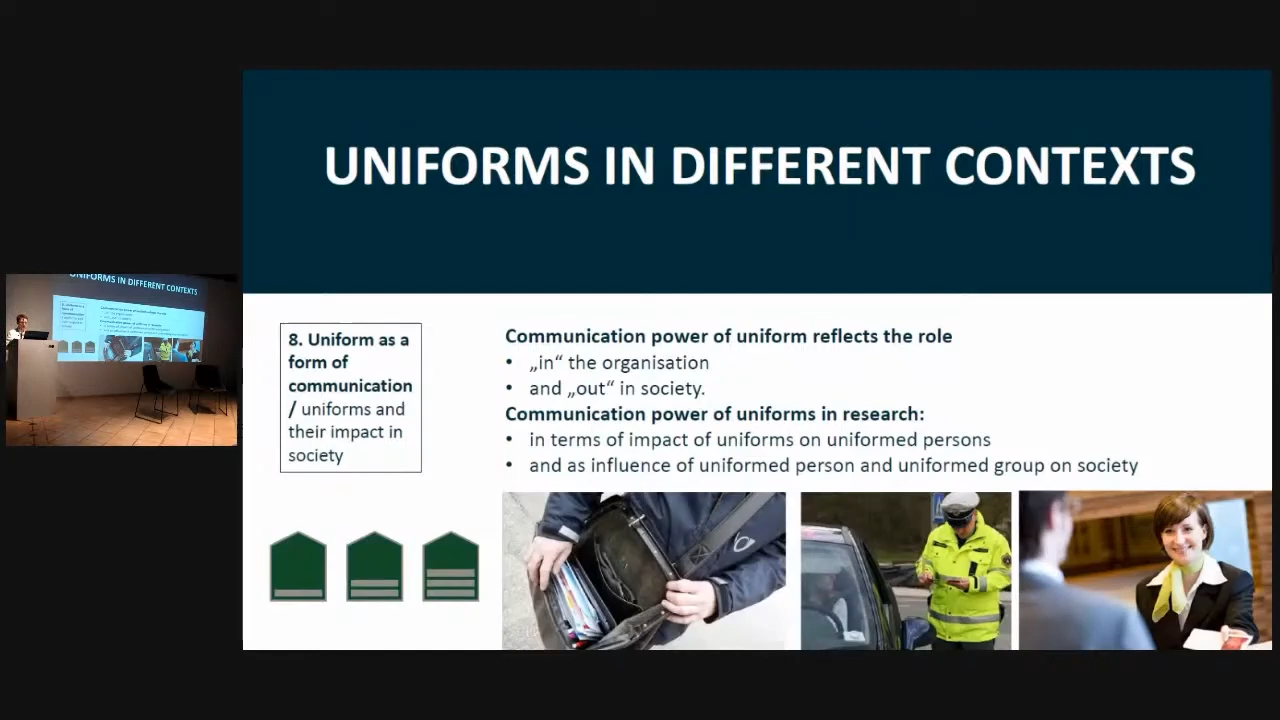 UNIFORMS IN DIFFERENT CONTEXTS
8. Uniform as a
form of
communication
/ uniforms and
their impact in
society
Communication power of uniform reflects the role
• „in“ the organisation
• and „out“ in society.
Communication power of uniforms in research:
• in terms of impact of uniforms on uniformed persons
• and as influence of uniformed person and uniformed group on society
UNIFORMS IN DIFFERENT CONTEXTS